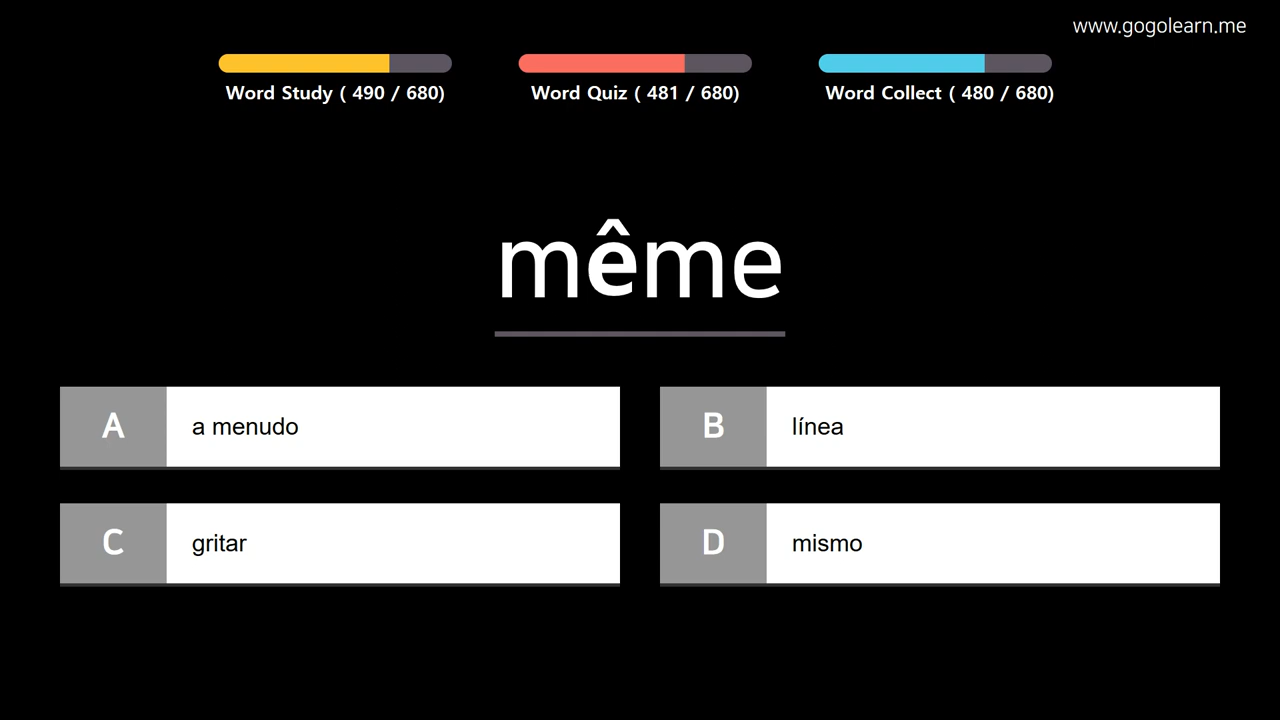 www.gogolearn.me
Word Study ( 490 / 680)
Word Quiz ( 481 / 680)
Word Collect ( 480 / 680)
même
A a menudo
B línea
C gritar
D mismo